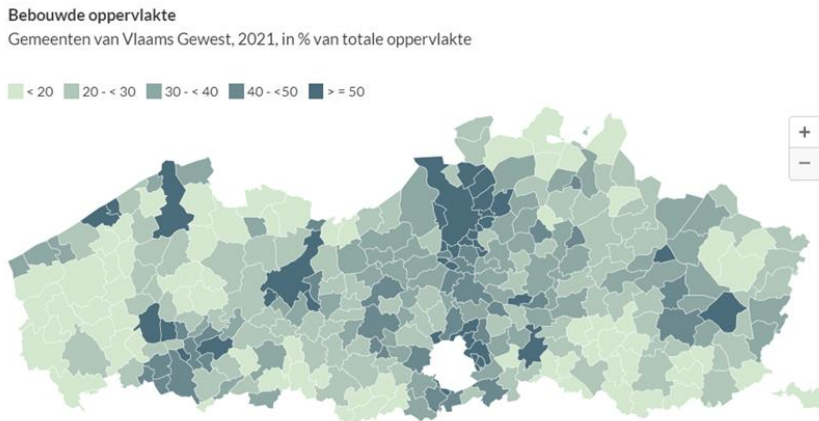 Bebouwde oppervlakte
Gemeenten van Vlaams Gewest, 2021, in % van totale oppervlakte
< 20 20 - < 30 30 - < 40 40 - <50 > = 50
+
−